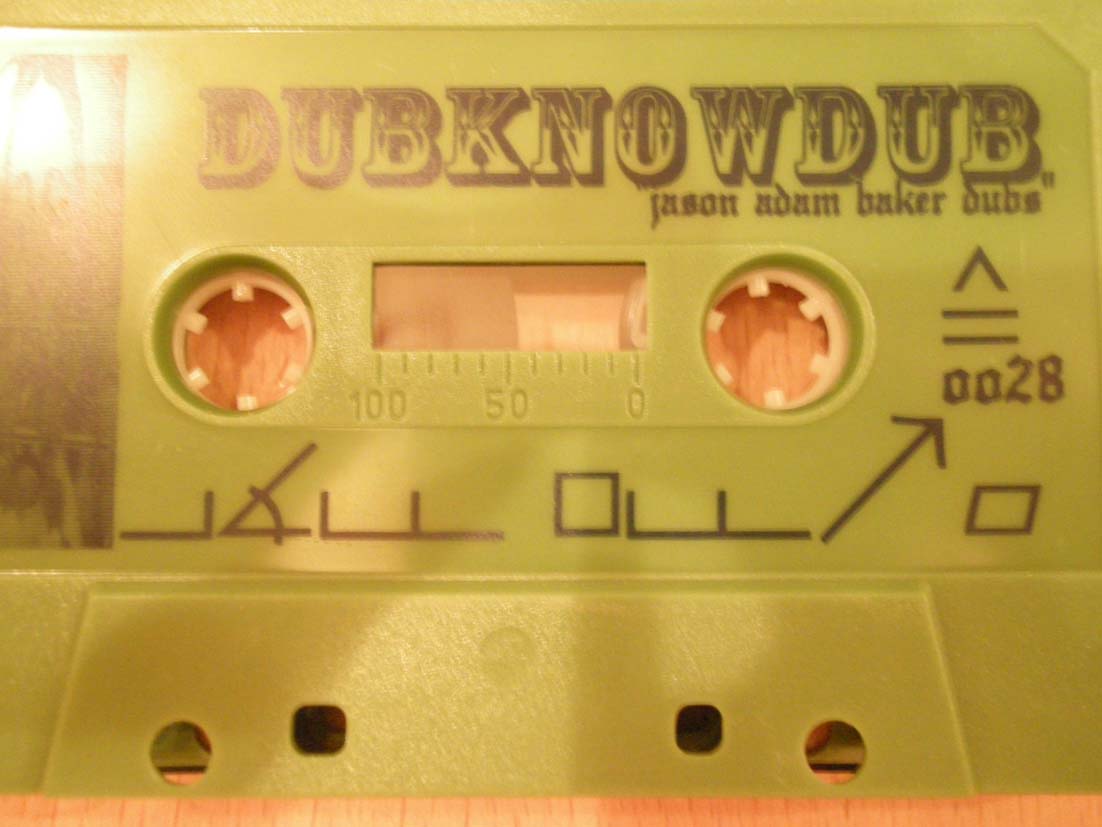 DUBKNOWDUB
"jason adam baker dubs"
0028
100 50 0